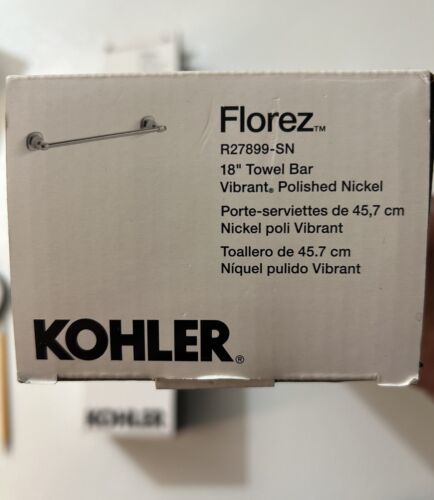 Florez™
R27899-SN
18" Towel Bar
Vibrant® Polished Nickel
Porte-serviettes de 45,7 cm
Nickel poli Vibrant
Toallero de 45.7 cm
Níquel pulido Vibrant
KOHLER®
KOHLER